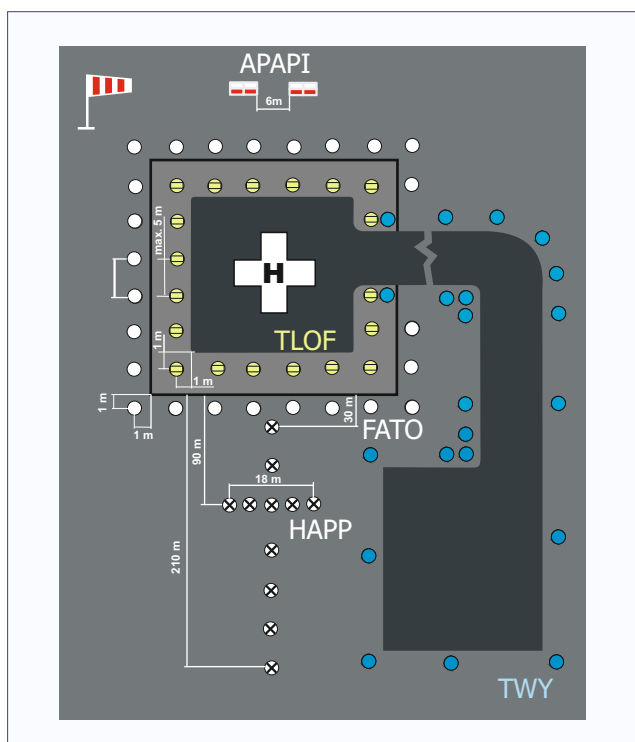 APAPI
6m
max. 5 m
H
TLOF
1 m
1 m
1 m
1 m
30 m
FATO
90 m
18 m
HAPP
210 m
TWY